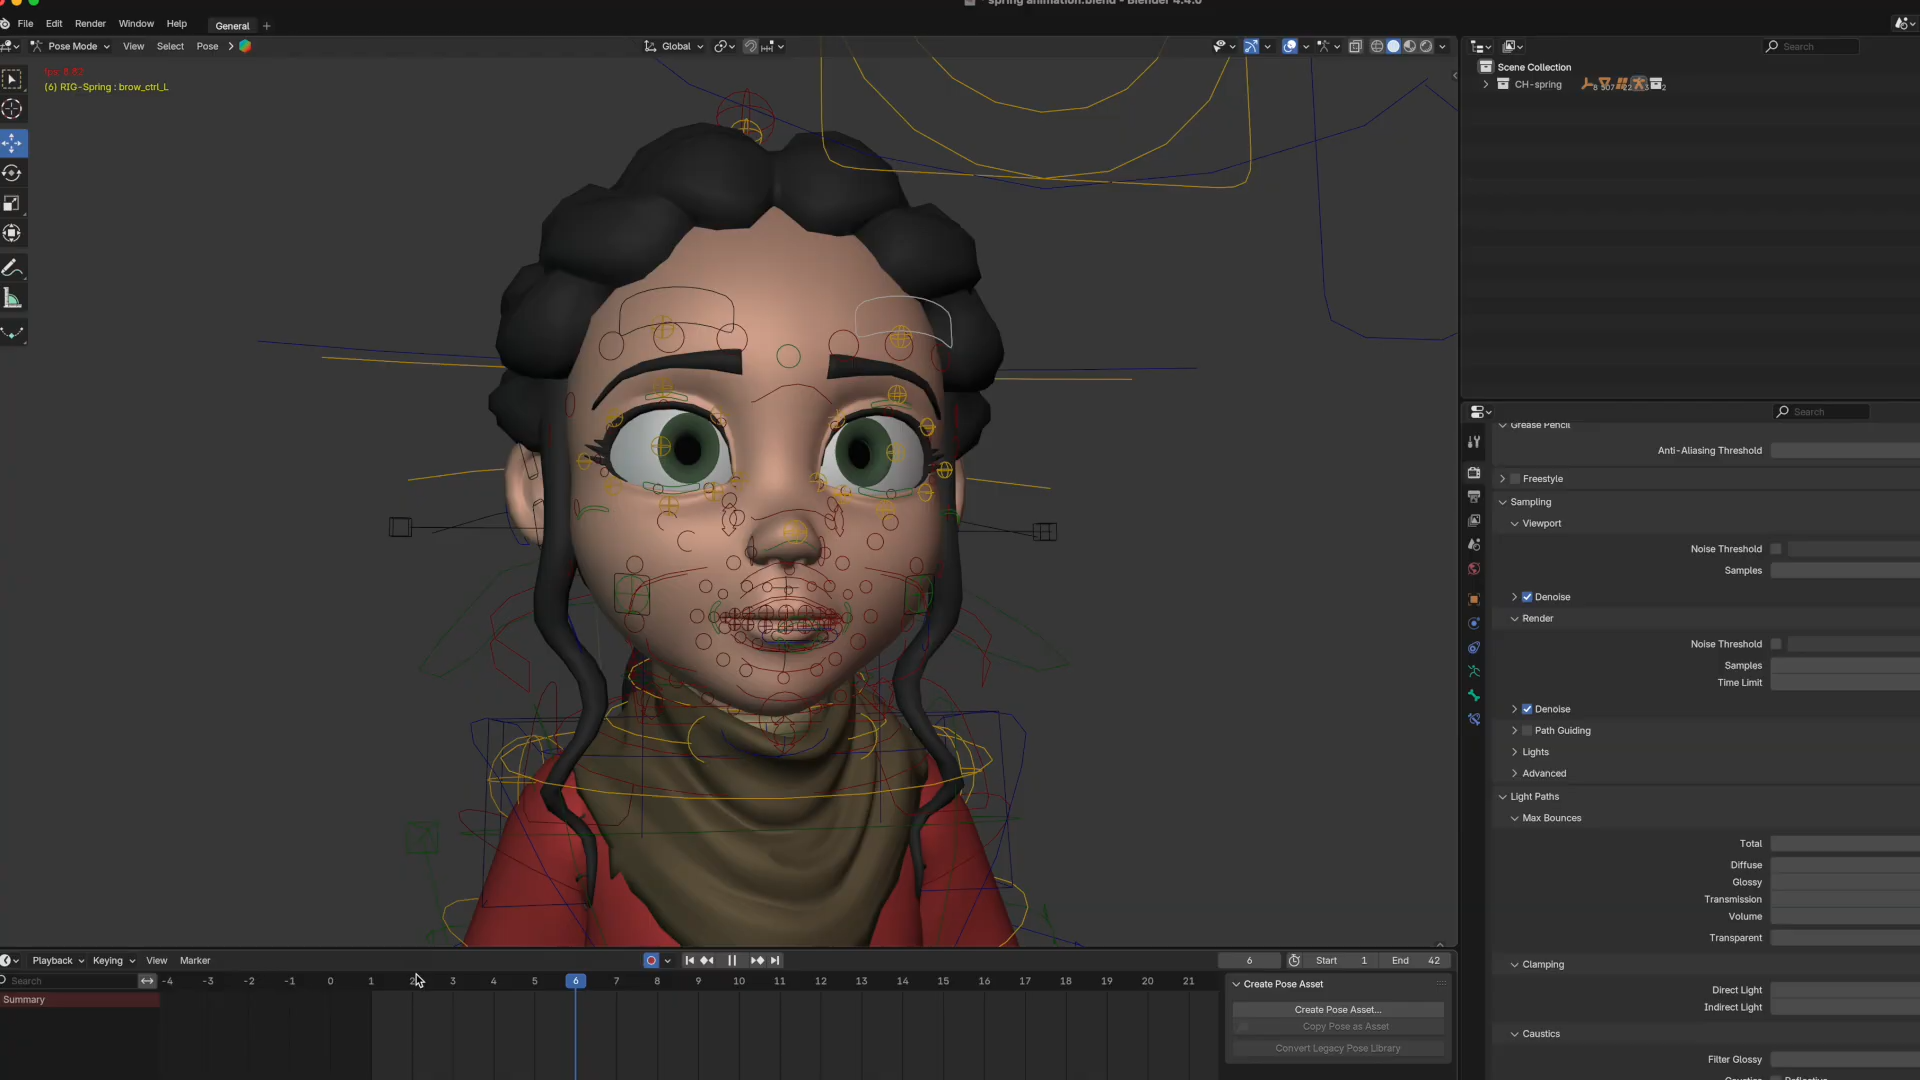 spring animation.blend - Blender 4.4.0
File Edit Render Window Help General +
Pose Mode View Select Pose Global Search
fps: 8.82
(6) RIG-Spring : brow_ctrl_L
Scene Collection
CH-spring
Search
Grease Pencil
Anti-Aliasing Threshold
Freestyle
Sampling
Viewport
Noise Threshold
Samples
Denoise
Render
Noise Threshold
Samples
Time Limit
Denoise
Path Guiding
Lights
Advanced
Light Paths
Max Bounces
Total
Diffuse
Glossy
Transmission
Volume
Transparent
Clamping
Direct Light
Indirect Light
Caustics
Filter Glossy
Playback Keying View Marker 6 Start 1 End 42
Search -4 -3 -2 -1 0 1 2 3 4 5 6 7 8 9 10 11 12 13 14 15 16 17 18 19 20 21
Summary
Create Pose Asset
Create Pose Asset...
Copy Pose as Asset
Convert Legacy Pose Library